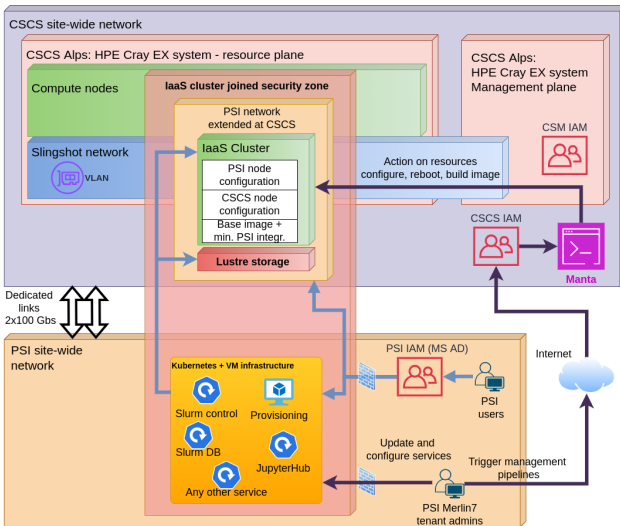 CSCS site-wide network
CSCS Alps: HPE Cray EX system - resource plane
Compute nodes
IaaS cluster joined security zone
PSI network
extended at CSCS
Slingshot network
VLAN
IaaS Cluster
PSI node
configuration
CSCS node
configuration
Base image +
min. PSI integr.
Lustre storage
Action on resources
configure, reboot, build image
CSCS Alps:
HPE Cray EX system
Management plane
CSM IAM
CSCS IAM
Manta
Dedicated
links
2x100 Gbs
PSI site-wide
network
Kubernetes + VM infrastructure
Slurm control
Provisioning
Slurm DB
JupyterHub
Any other service
PSI IAM (MS AD)
PSI
users
Internet
Update and
configure services
Trigger management
pipelines
PSI Merlin7
tenant admins